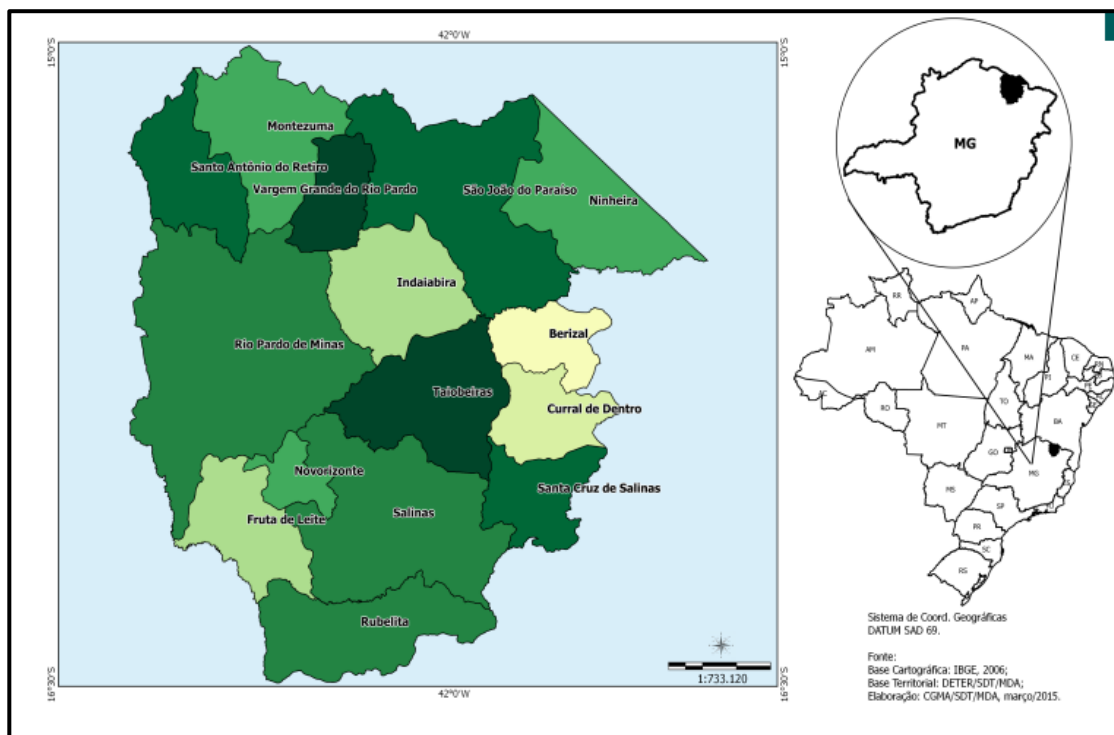 42°0'W
15°0'S
15°0'S
Montezuma
Santo Antônio do Retiro
Vargem Grande do Rio Pardo
São João do Paraíso
Ninheira
Indaiabira
Berizal
Rio Pardo de Minas
Taiobeiras
Curral de Dentro
Novorizonte
Santa Cruz de Salinas
Fruta de Leite
Salinas
Rubelita
1:733.120
16°30'S
16°30'S
42°0'W
MG
RR
AP
AM
PA
MA
CE
RN
PI
AC
TO
RO
BA
MT
GO
MG
MS
SP
PR
SC
RS
Sistema de Coord. Geográficas
DATUM SAD 69.
Fonte:
Base Cartográfica: IBGE, 2006;
Base Territorial: DETER/SDT/MDA;
Elaboração: CGMA/SDT/MDA, março/2015.